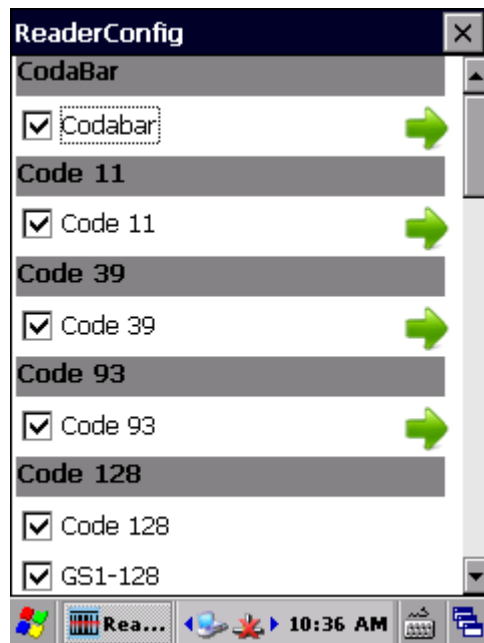 ReaderConfig
CodaBar
Codabar
Code 11
Code 11
Code 39
Code 39
Code 93
Code 93
Code 128
Code 128
GS1-128
Rea... 10:36 AM